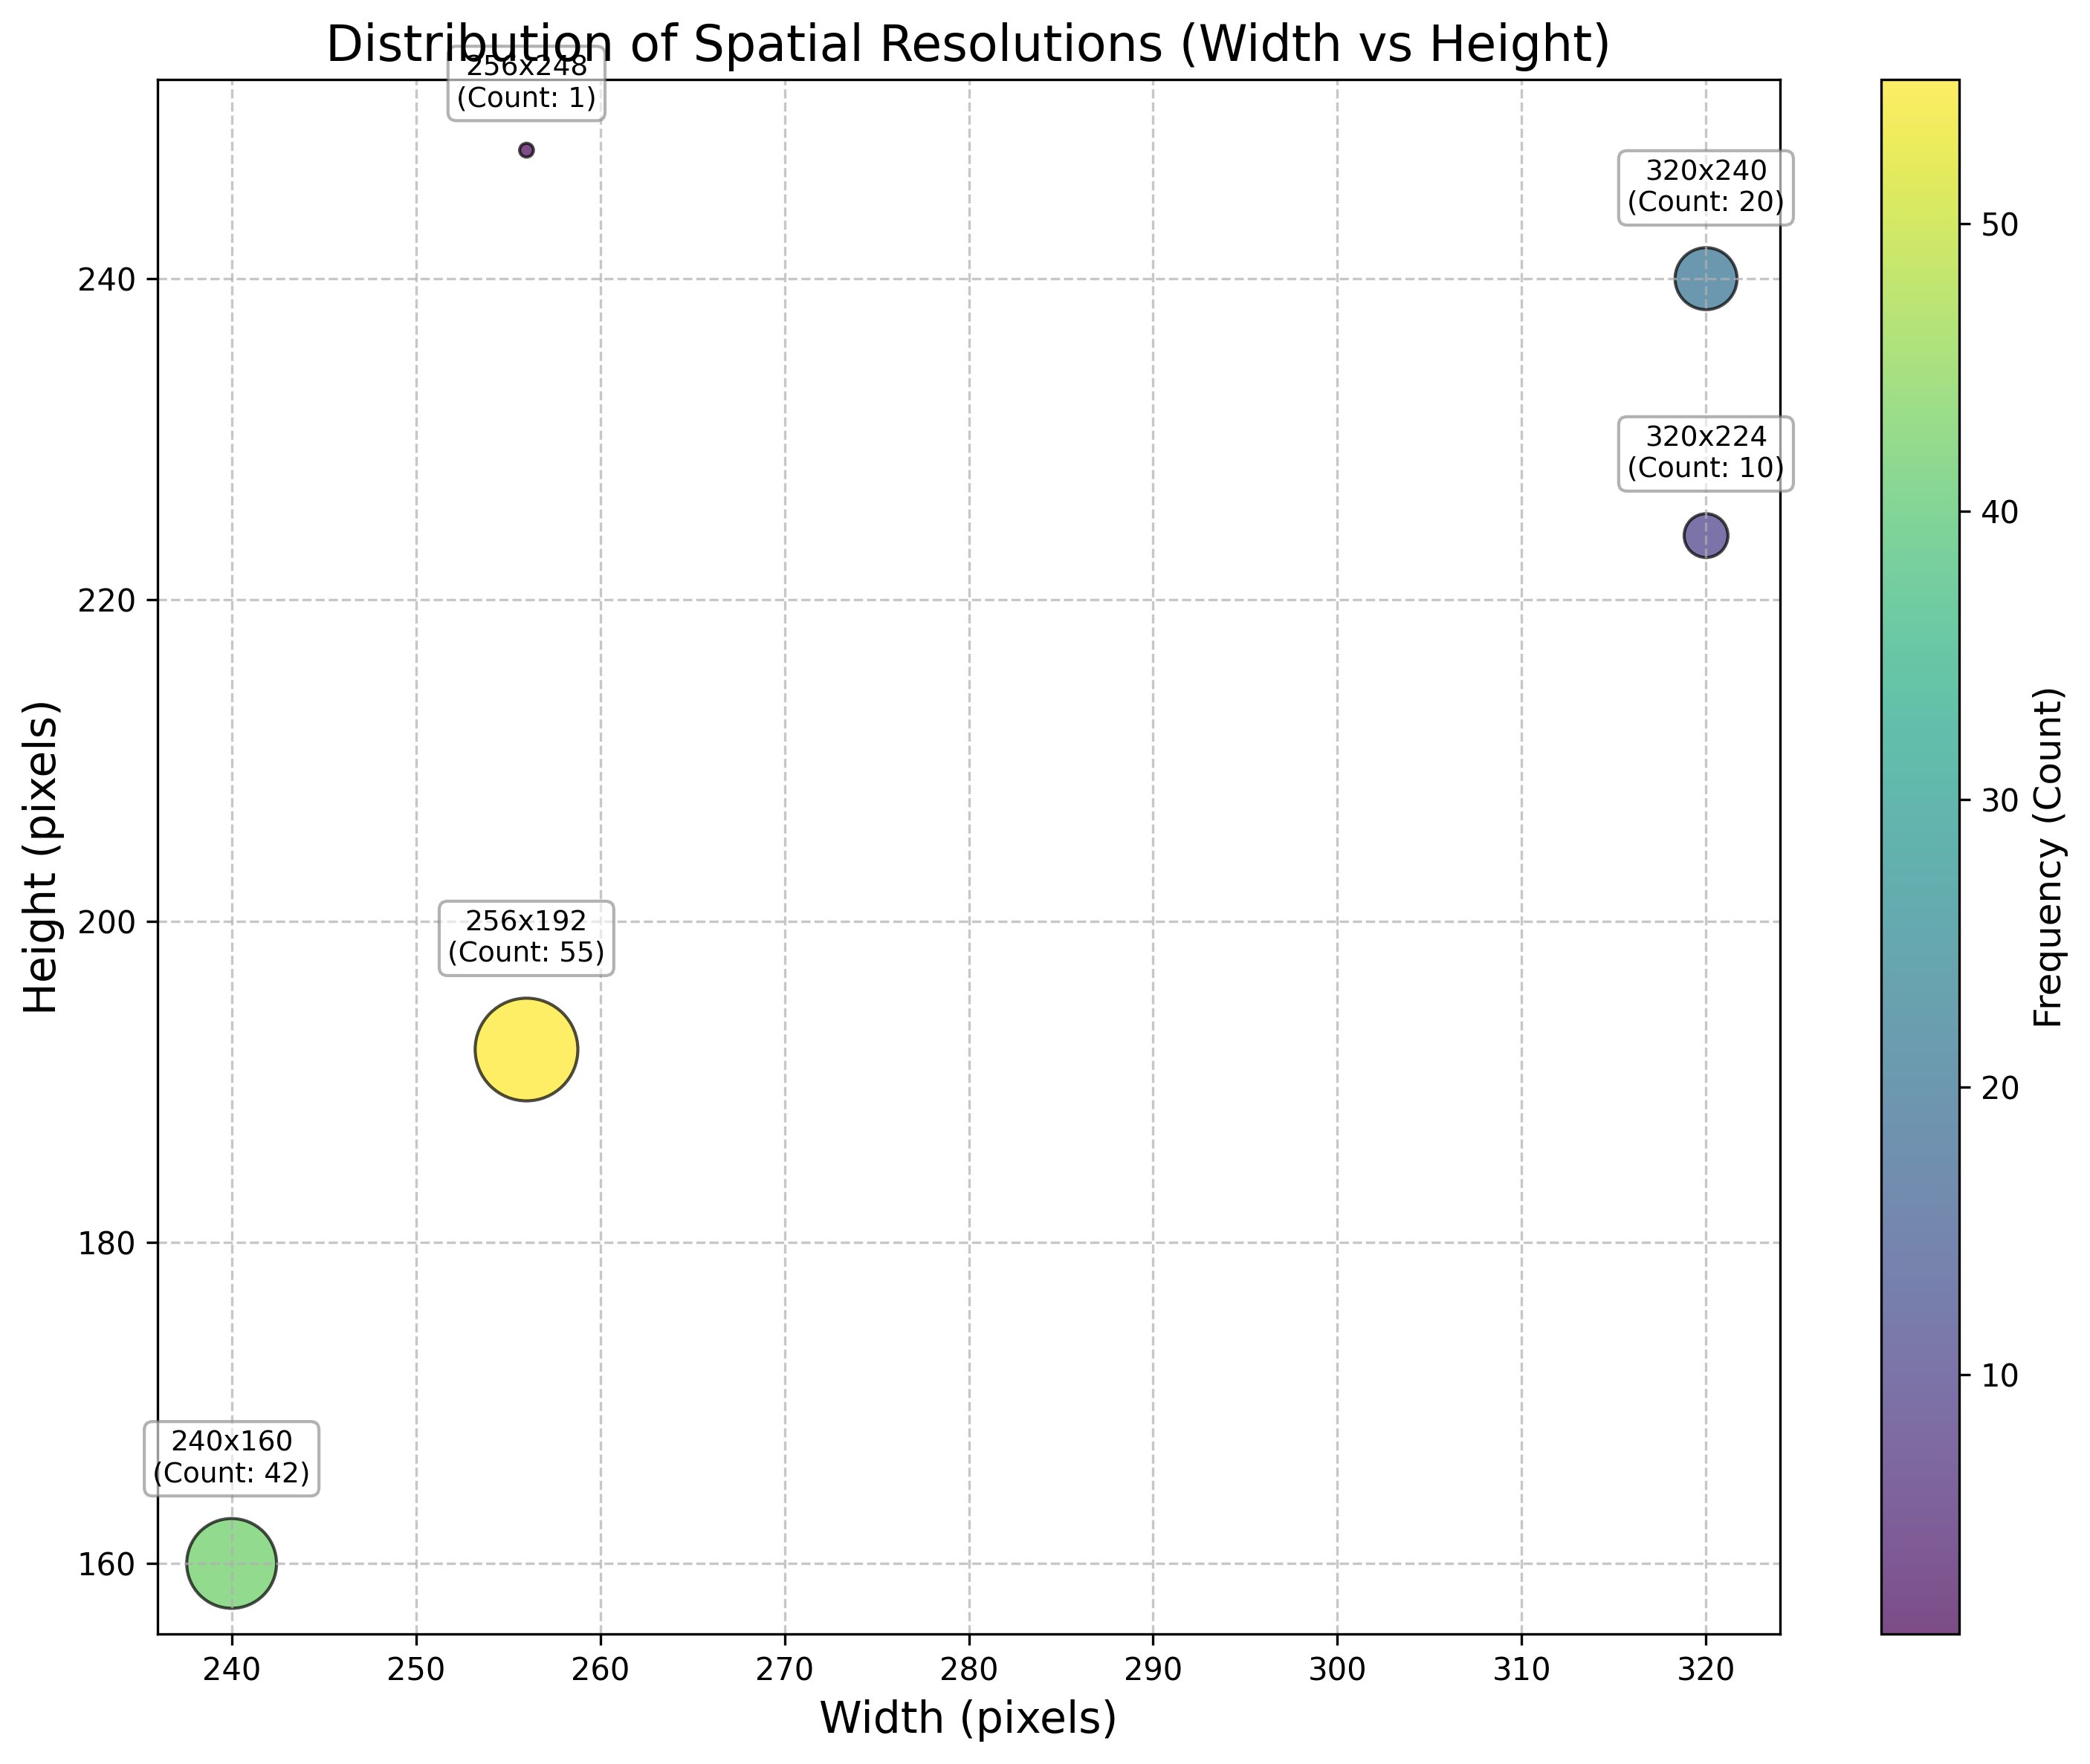 Distribution of Spatial Resolutions (Width vs Height)
256x248
(Count: 1)
320x240
(Count: 20)
320x224
(Count: 10)
256x192
(Count: 55)
240x160
(Count: 42)
Height (pixels)
240
220
200
180
160
240
250
260
270
280
290
300
310
320
Width (pixels)
50
40
30
20
10
Frequency (Count)